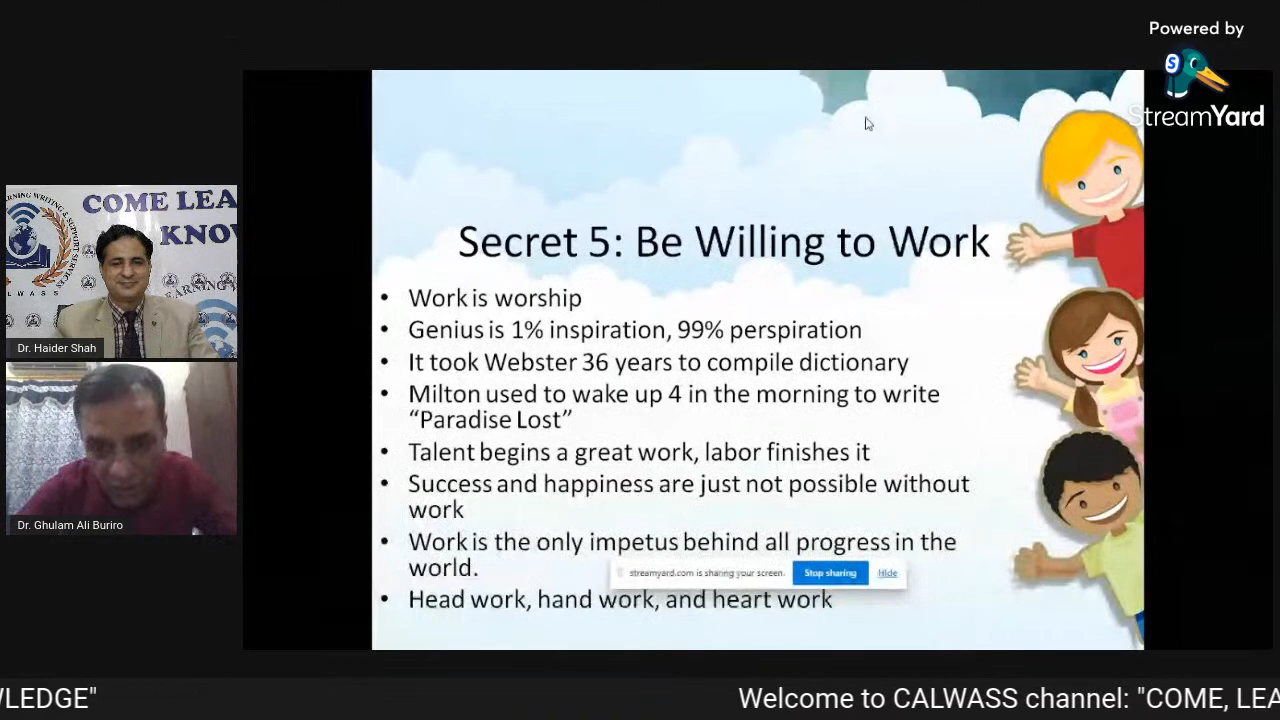 Powered by
StreamYard
COME LEA
KNOW
Dr. Haider Shah
Dr. Ghulam Ali Buriro
Secret 5: Be Willing to Work
• Work is worship
• Genius is 1% inspiration, 99% perspiration
• It took Webster 36 years to compile dictionary
• Milton used to wake up 4 in the morning to write
“Paradise Lost”
• Talent begins a great work, labor finishes it
• Success and happiness are just not possible without
work
• Work is the only impetus behind all progress in the
world.
streamyard.com is sharing your screen. Stop sharing Hide
• Head work, hand work, and heart work
WLEDGE" Welcome to CALWASS channel: "COME, LEA